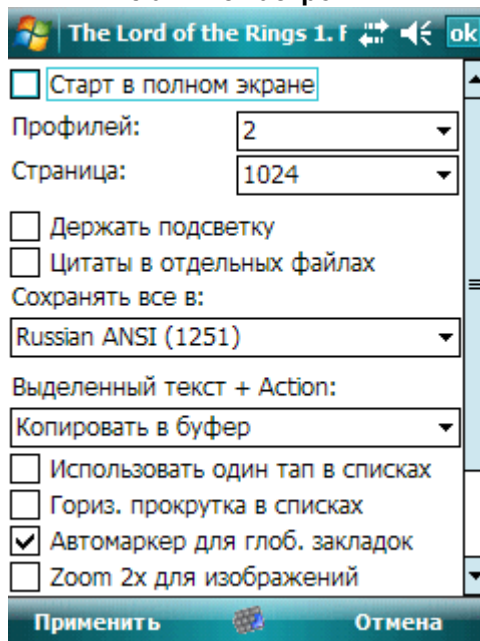 The Lord of the Rings 1. F ok
Старт в полном экране
Профилей: 2
Страница: 1024
Держать подсветку
Цитаты в отдельных файлах
Сохранять все в:
Russian ANSI (1251)
Выделенный текст + Action:
Копировать в буфер
Использовать один тап в списках
Гориз. прокрутка в списках
Автомаркер для глоб. закладок
Zoom 2x для изображений
Применить Отмена